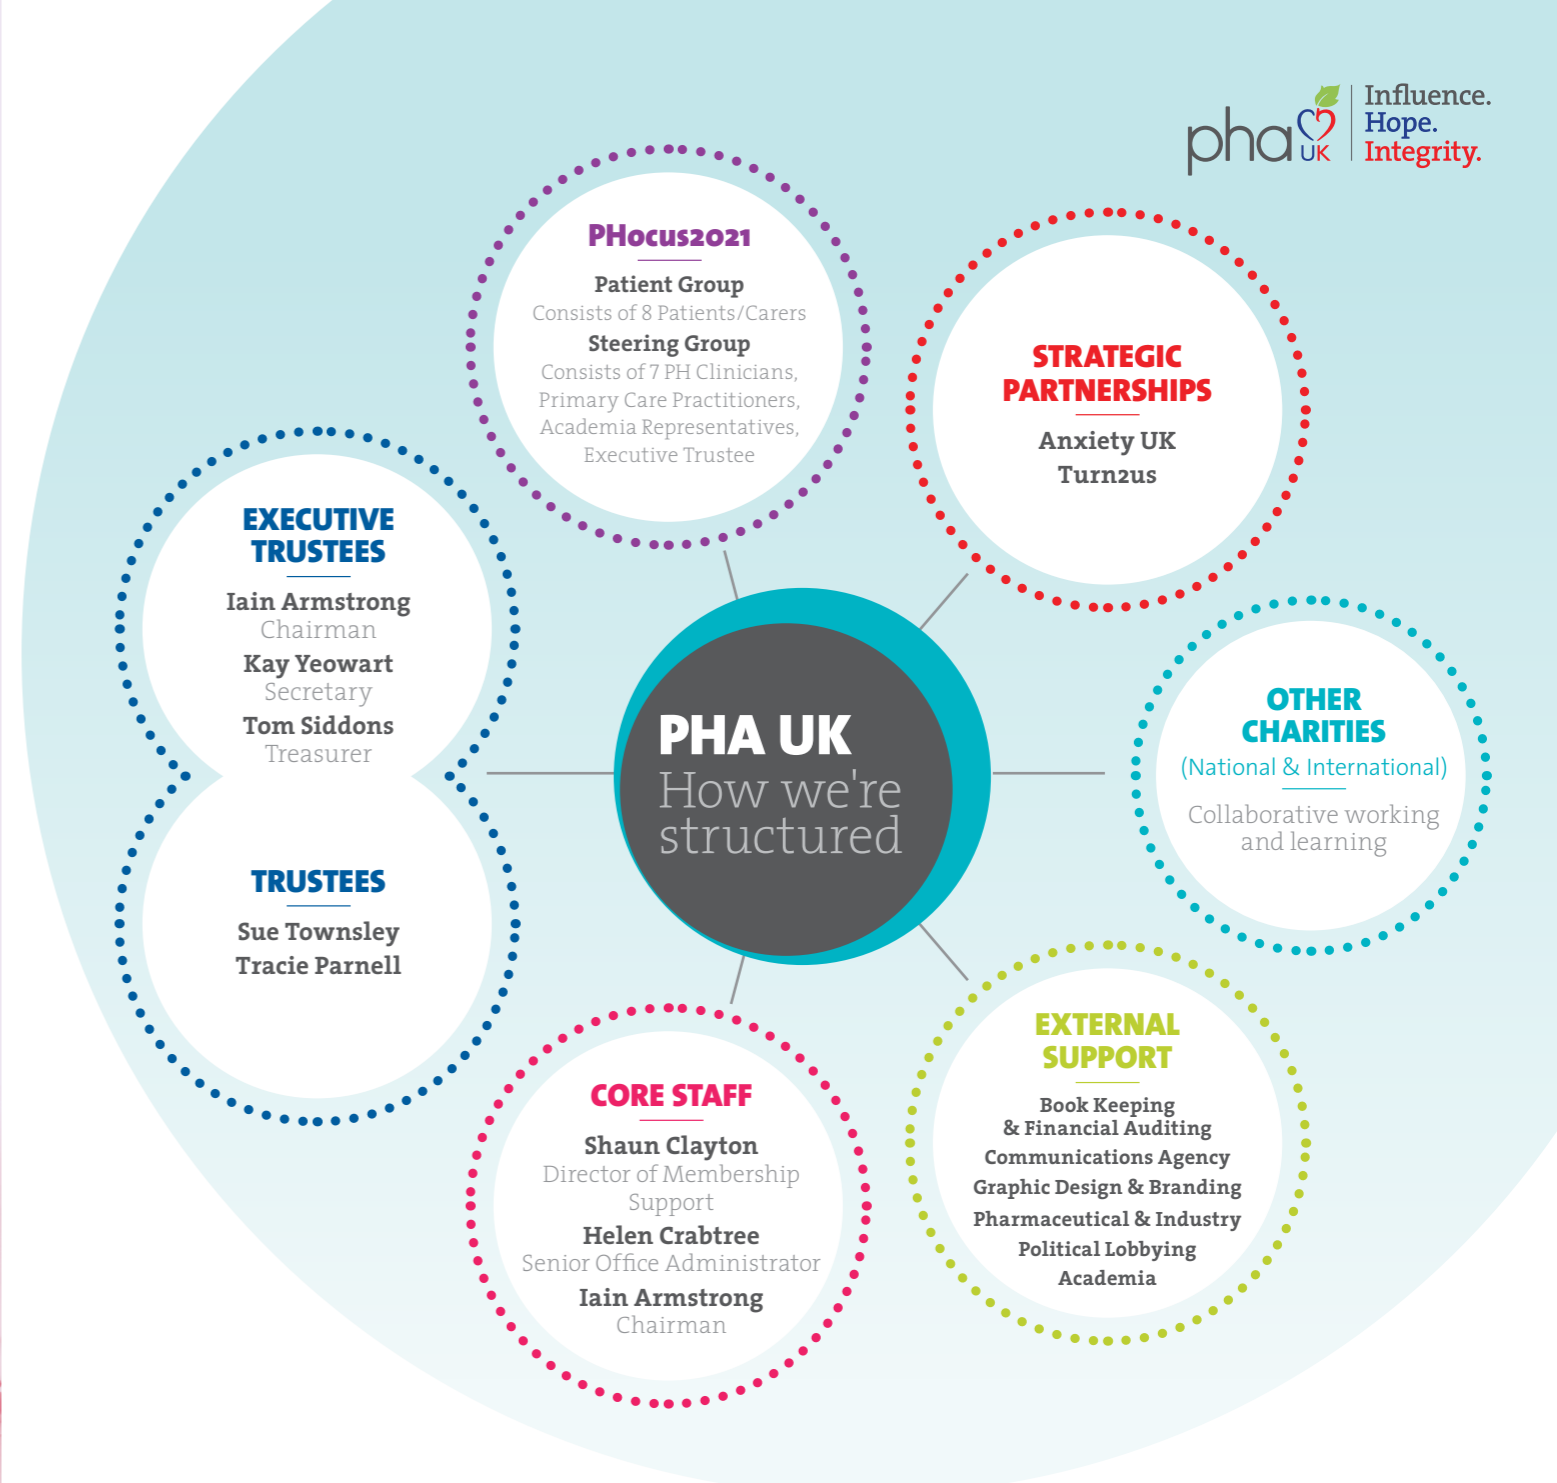 pha UK
Influence.
Hope.
Integrity.
PHocus2021
Patient Group
Consists of 8 Patients/Carers
Steering Group
Consists of 7 PH Clinicians,
Primary Care Practitioners,
Academia Representatives,
Executive Trustee
STRATEGIC
PARTNERSHIPS
Anxiety UK
Turn2us
EXECUTIVE
TRUSTEES
Iain Armstrong
Chairman
Kay Yeowart
Secretary
Tom Siddons
Treasurer
TRUSTEES
Sue Townsley
Tracie Parnell
PHA UK
How we're
structured
OTHER
CHARITIES
(National & International)
Collaborative working
and learning
CORE STAFF
Shaun Clayton
Director of Membership
Support
Helen Crabtree
Senior Office Administrator
Iain Armstrong
Chairman
EXTERNAL
SUPPORT
Book Keeping
& Financial Auditing
Communications Agency
Graphic Design & Branding
Pharmaceutical & Industry
Political Lobbying
Academia